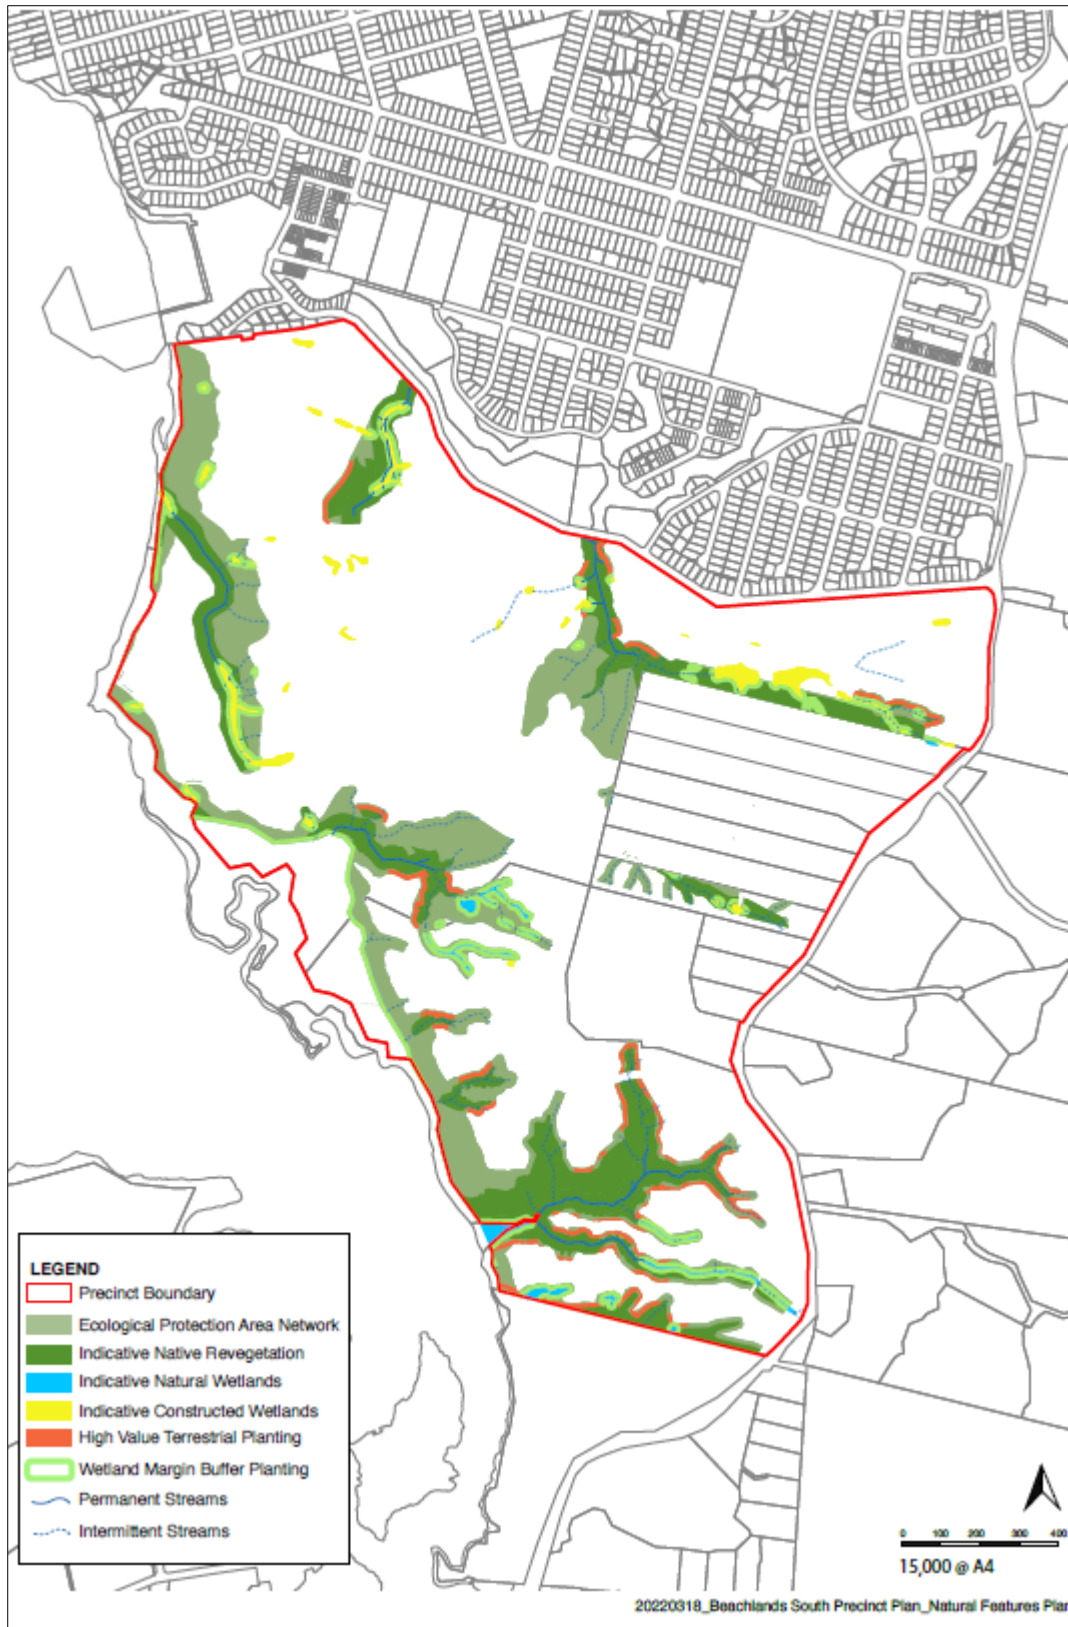 LEGEND
Precinct Boundary
Ecological Protection Area Network
Indicative Native Revegetation
Indicative Natural Wetlands
Indicative Constructed Wetlands
High Value Terrestrial Planting
Wetland Margin Buffer Planting
Permanent Streams
Intermittent Streams
0 100 200 300 400
15,000 @ A4
20220318_Beachlands South Precinct Plan_Natural Features Plan